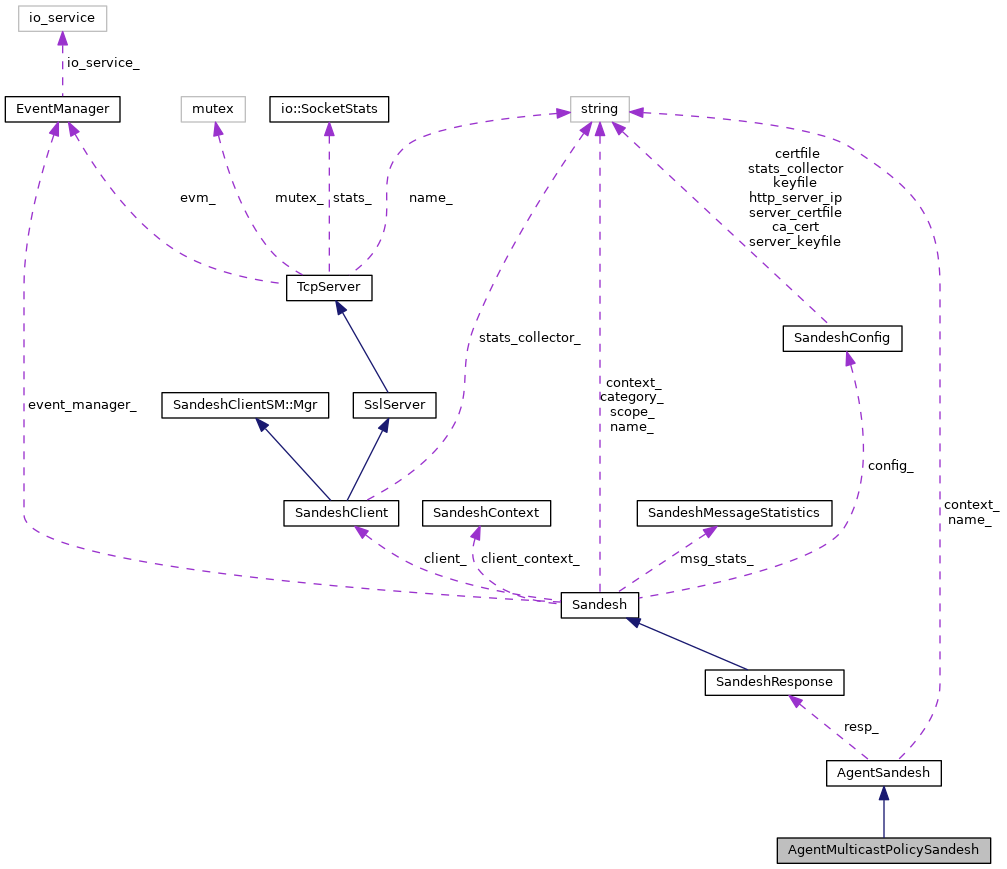 io_service
io_service_
EventManager
mutex
io::SocketStats
string
certfile
stats_collector
keyfile
http_server_ip
server_certfile
ca_cert
server_keyfile
evm_
mutex_
stats_
name_
TcpServer
SandeshConfig
stats_collector_
event_manager_
SandeshClientSM::Mgr
SslServer
context_
category_
scope_
name_
config_
SandeshClient
SandeshContext
SandeshMessageStatistics
context_
name_
client_
client_context_
msg_stats_
Sandesh
SandeshResponse
resp_
AgentSandesh
AgentMulticastPolicySandesh